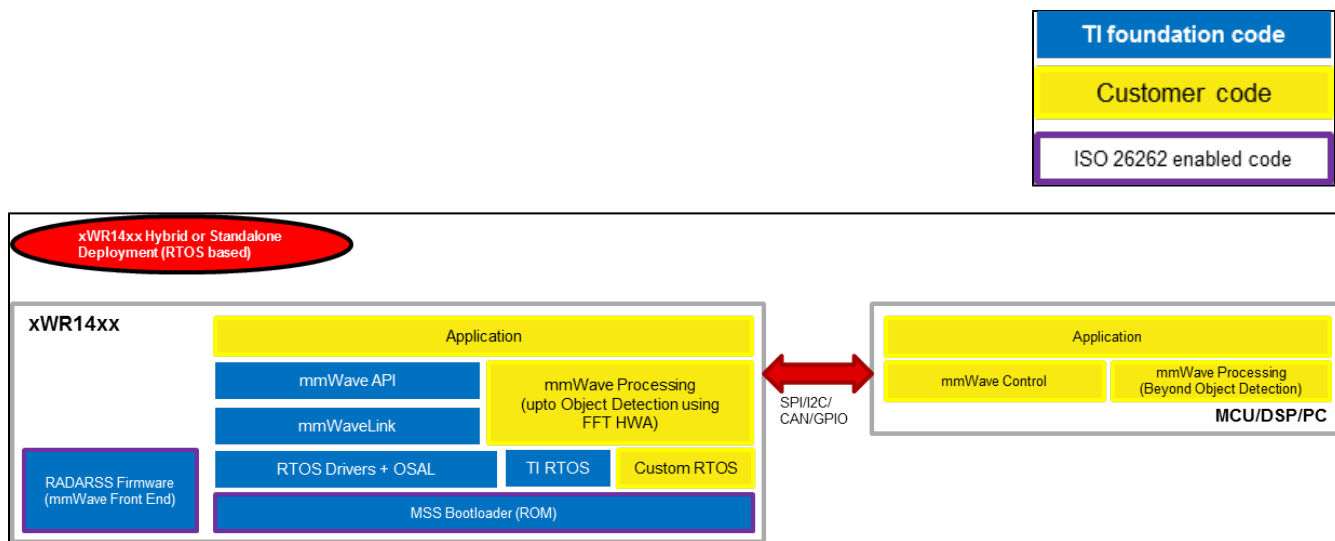 TI foundation code
Customer code
ISO 26262 enabled code
xWR14xx Hybrid or Standalone
Deployment (RTOS based)
xWR14xx
Application
mmWave API
mmWave Processing
(upto Object Detection using
FFT HWA)
mmWaveLink
RTOS Drivers + OSAL
TI RTOS
Custom RTOS
RADARSS Firmware
(mmWave Front End)
MSS Bootloader (ROM)
SPI/I2C/
CAN/GPIO
Application
mmWave Control
mmWave Processing
(Beyond Object Detection)
MCU/DSP/PC